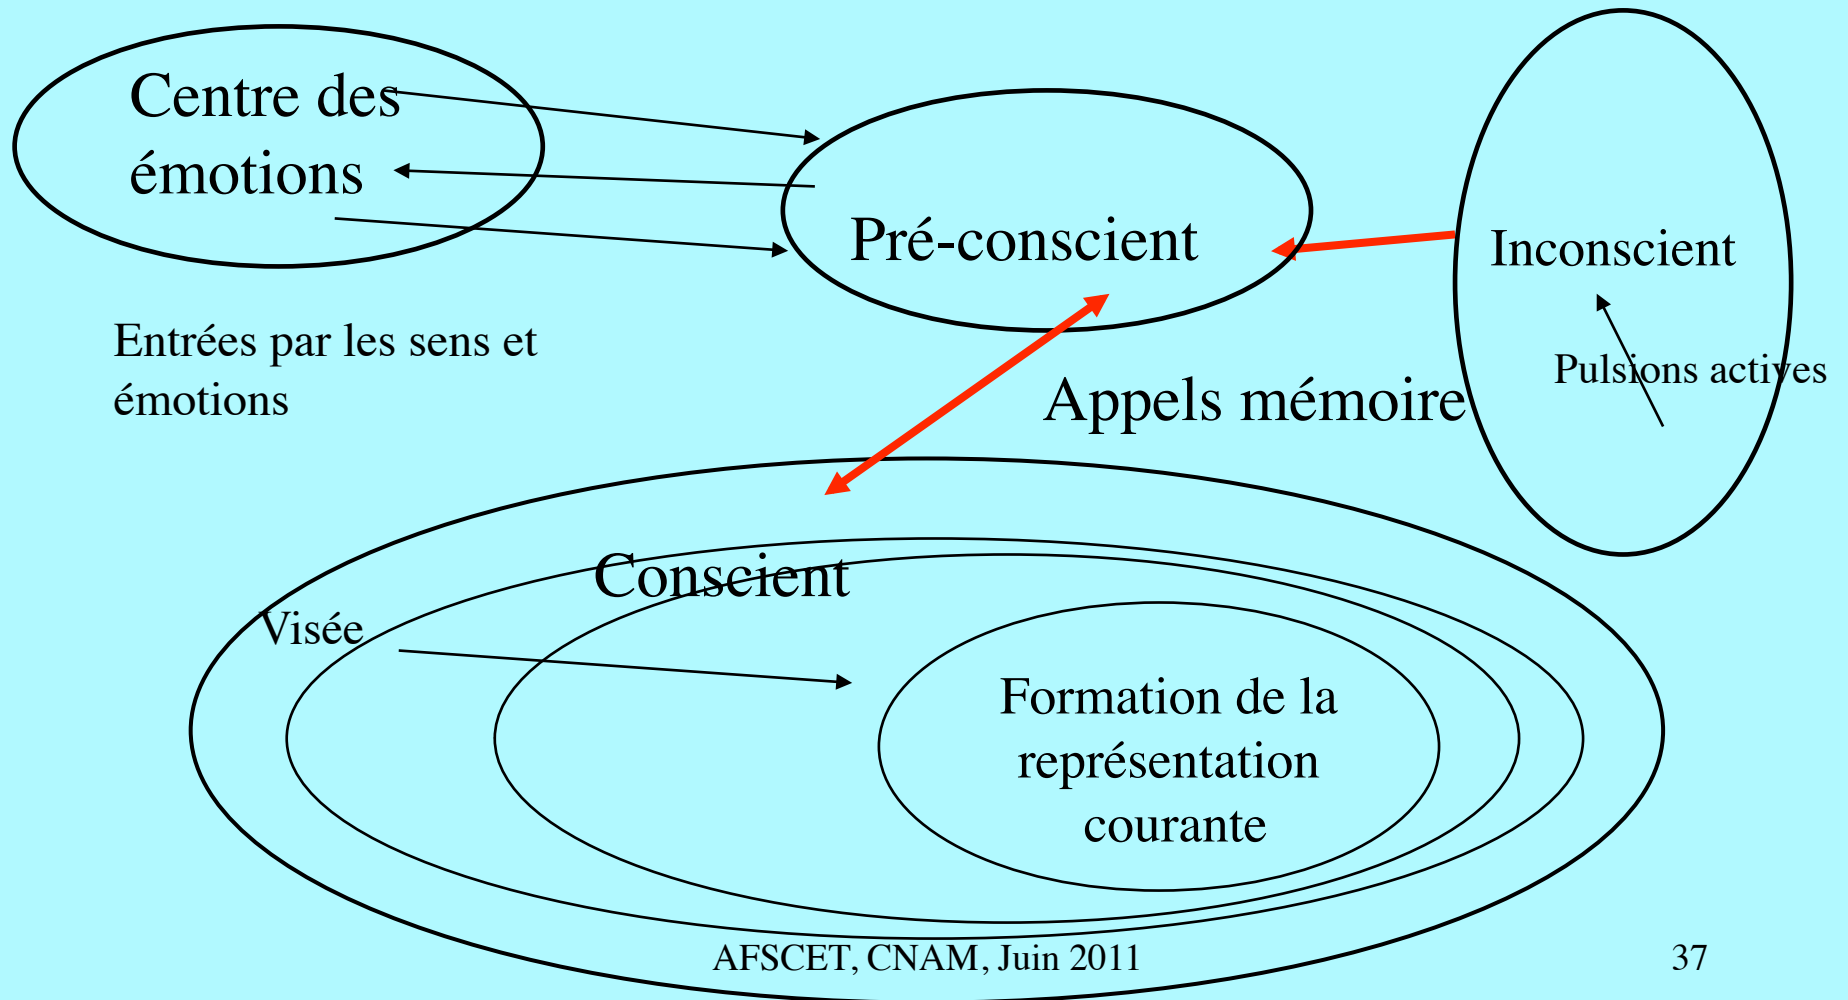 Centre des
émotions
Pré-conscient
Inconscient
Entrées par les sens et
émotions
Pulsions actives
Appels mémoire
Conscient
Visée
Formation de la
représentation
courante
AFSCET, CNAM, Juin 2011
37